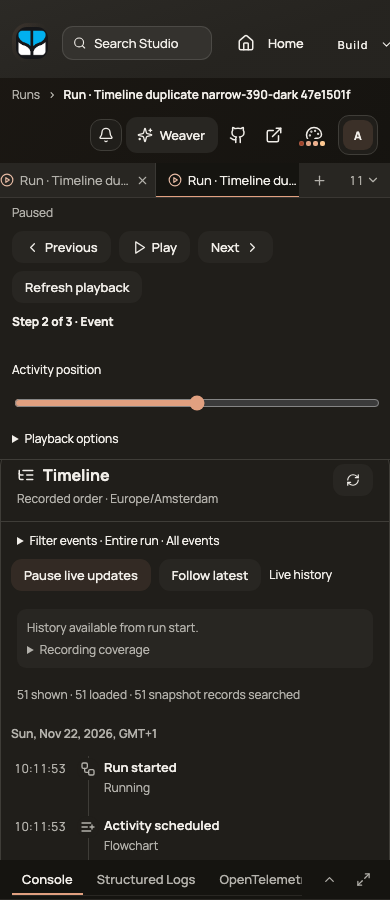 Search Studio
Home
Build
Runs > Run · Timeline duplicate narrow-390-dark 47e1501f
Weaver
A
Run · Timeline du...
Run · Timeline du...
11
Paused
Previous
Play
Next
Refresh playback
Step 2 of 3 · Event
Activity position
Playback options
Timeline
Recorded order · Europe/Amsterdam
Filter events · Entire run · All events
Pause live updates
Follow latest
Live history
History available from run start.
Recording coverage
51 shown · 51 loaded · 51 snapshot records searched
Sun, Nov 22, 2026, GMT+1
10:11:53 Run started
Running
10:11:53 Activity scheduled
Flowchart
Console
Structured Logs
OpenTelemet